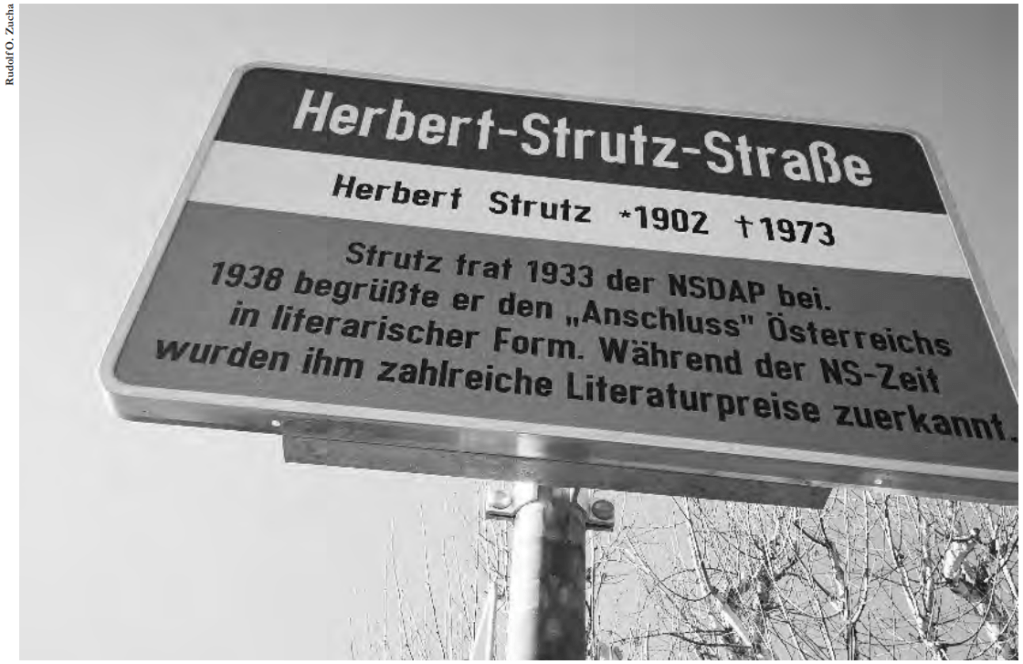 Rudolf O. Zucha
Herbert-Strutz-Straße
Herbert Strutz *1902 †1973
Strutz trat 1933 der NSDAP bei.
1938 begrüßte er den „Anschluss" Österreichs
in literarischer Form. Während der NS-Zeit
wurden ihm zahlreiche Literaturpreise zuerkannt.